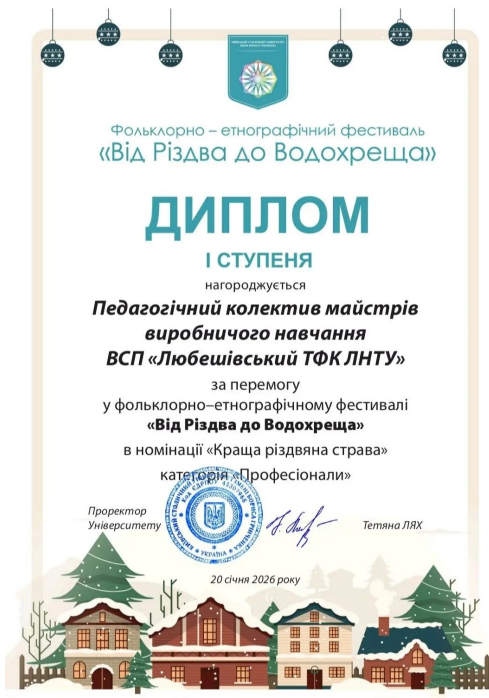 Фольклорно – етнографічний фестиваль
«Від Різдва до Водохреща»
ДИПЛОМ
І СТУПЕНЯ
нагороджується
Педагогічний колектив майстрів
виробничого навчання
ВСП «Любешівський ТФК ЛНТУ»
за перемогу
у фольклорно–етнографічному фестивалі
«Від Різдва до Водохреща»
в номінації «Краща різдвяна страва»
категорія «Професіонали»
Проректор
Університету
Тетяна ЛЯХ
УКРАЇНА
20 січня 2026 року